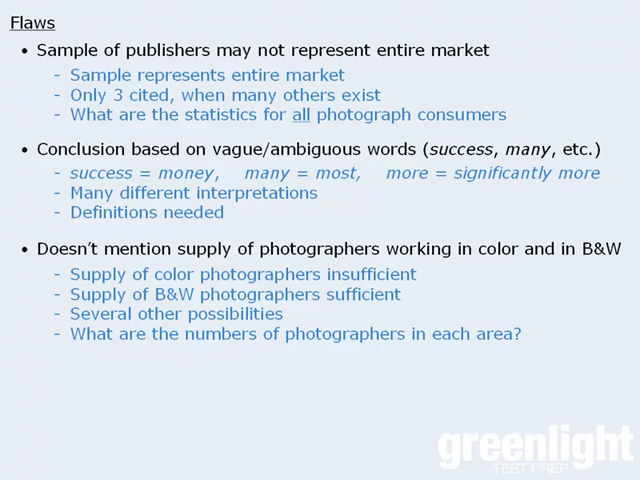 Flaws
• Sample of publishers may not represent entire market
- Sample represents entire market
- Only 3 cited, when many others exist
- What are the statistics for all photograph consumers
• Conclusion based on vague/ambiguous words (success, many, etc.)
- success = money, many = most, more = significantly more
- Many different interpretations
- Definitions needed
• Doesn’t mention supply of photographers working in color and in B&W
- Supply of color photographers insufficient
- Supply of B&W photographers sufficient
- Several other possibilities
- What are the numbers of photographers in each area?
greenlight
TEST PREP